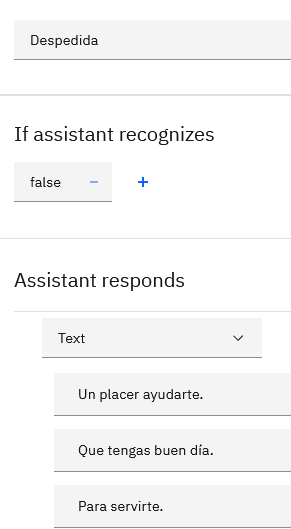 Despedida
If assistant recognizes
false
Assistant responds
Text
Un placer ayudarte.
Que tengas buen día.
Para servirte.